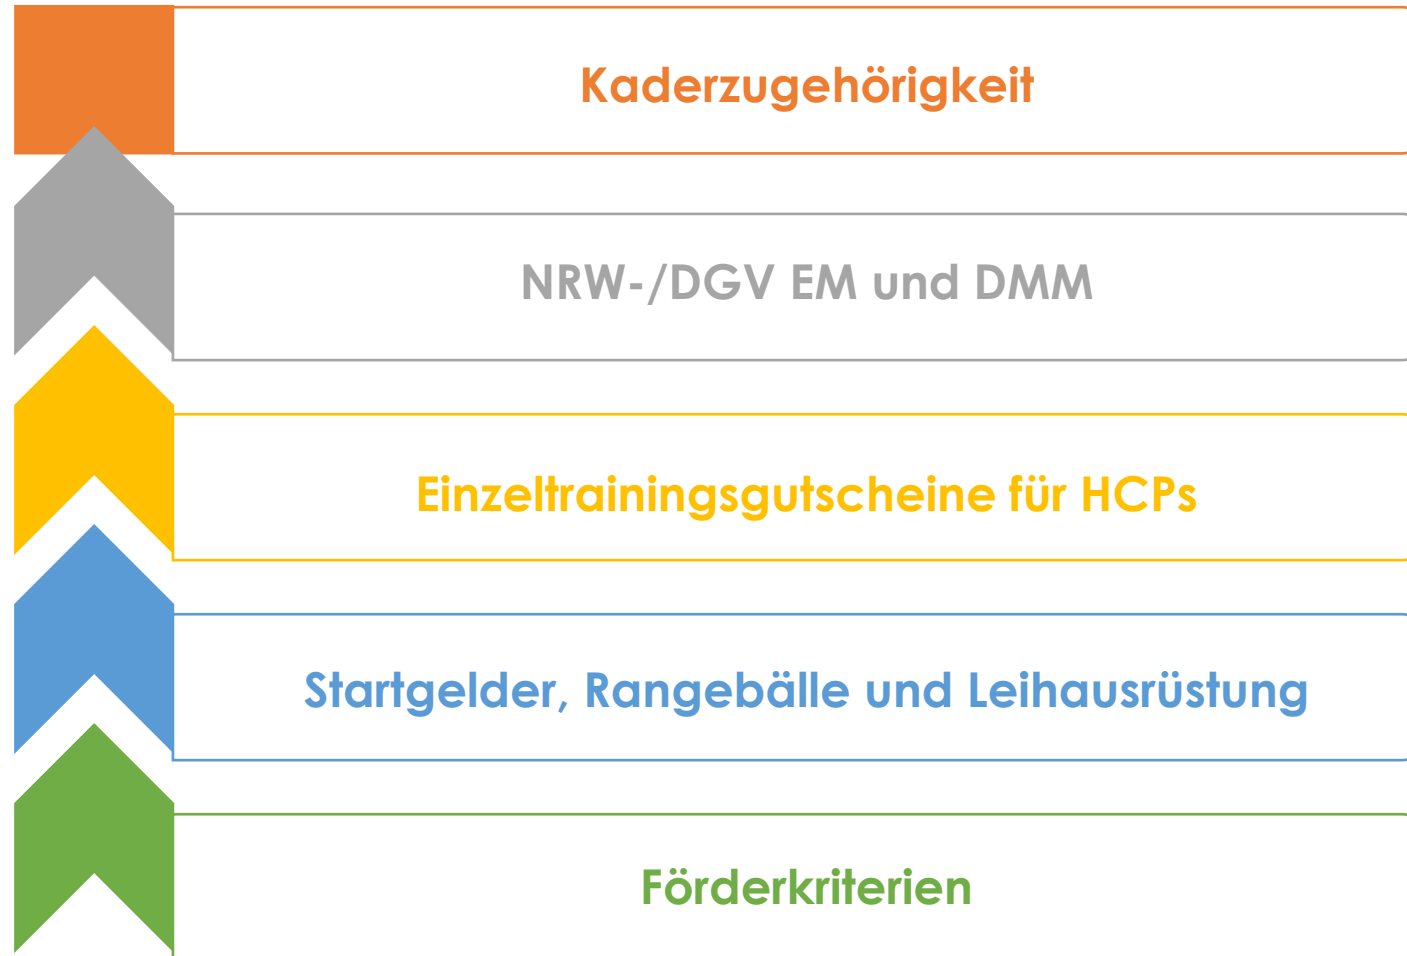 Kaderzugehörigkeit
NRW-/DGV EM und DMM
Einzeltrainingsgutscheine für HCPs
Startgelder, Rangebälle und Leihausrüstung
Förderkriterien